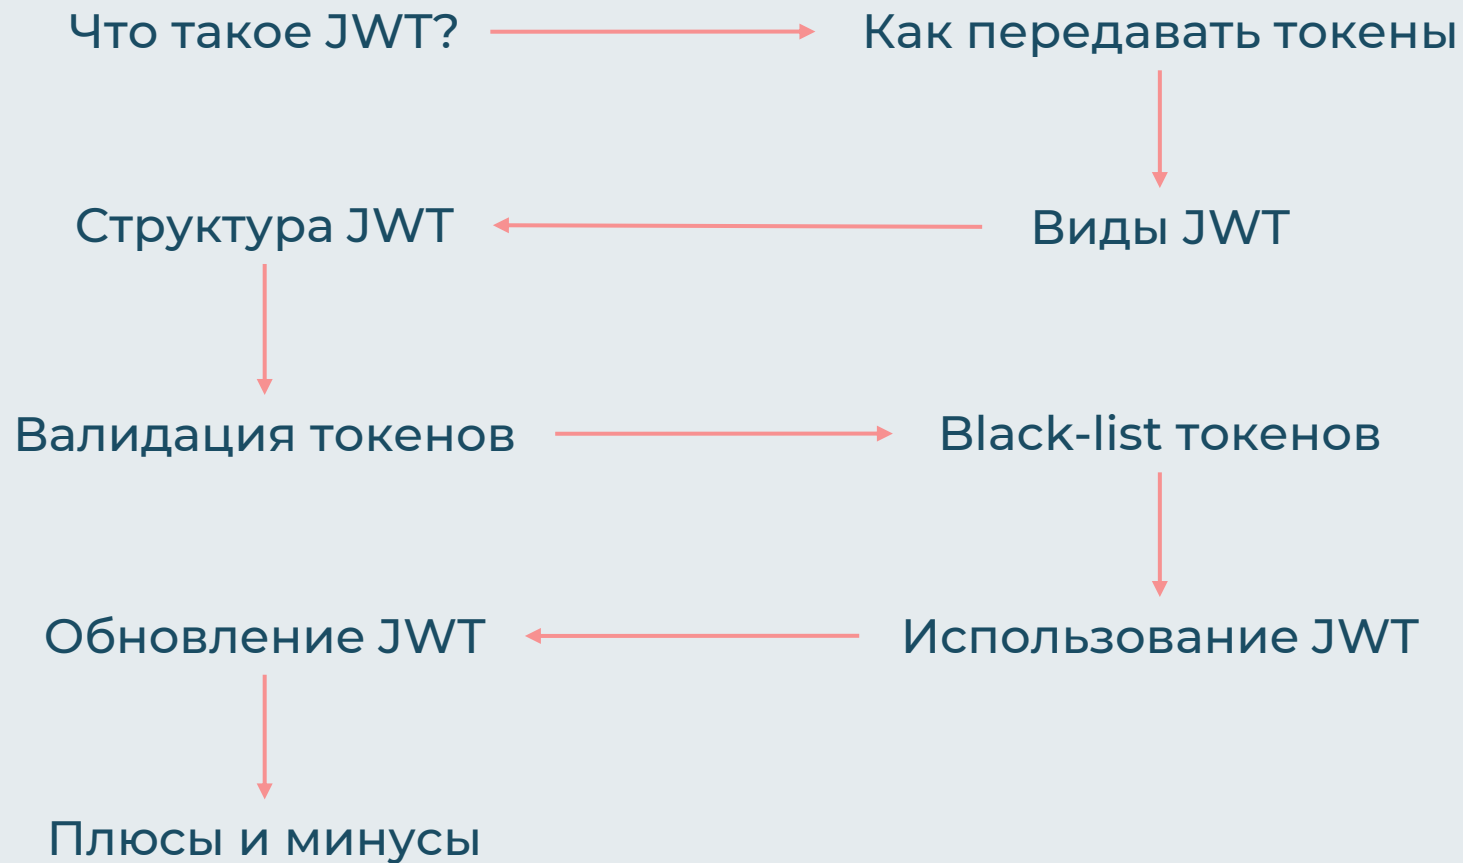 Что такое JWT?
Как передавать токены
Виды JWT
Структура JWT
Валидация токенов
Black-list токенов
Использование JWT
Обновление JWT
Плюсы и минусы